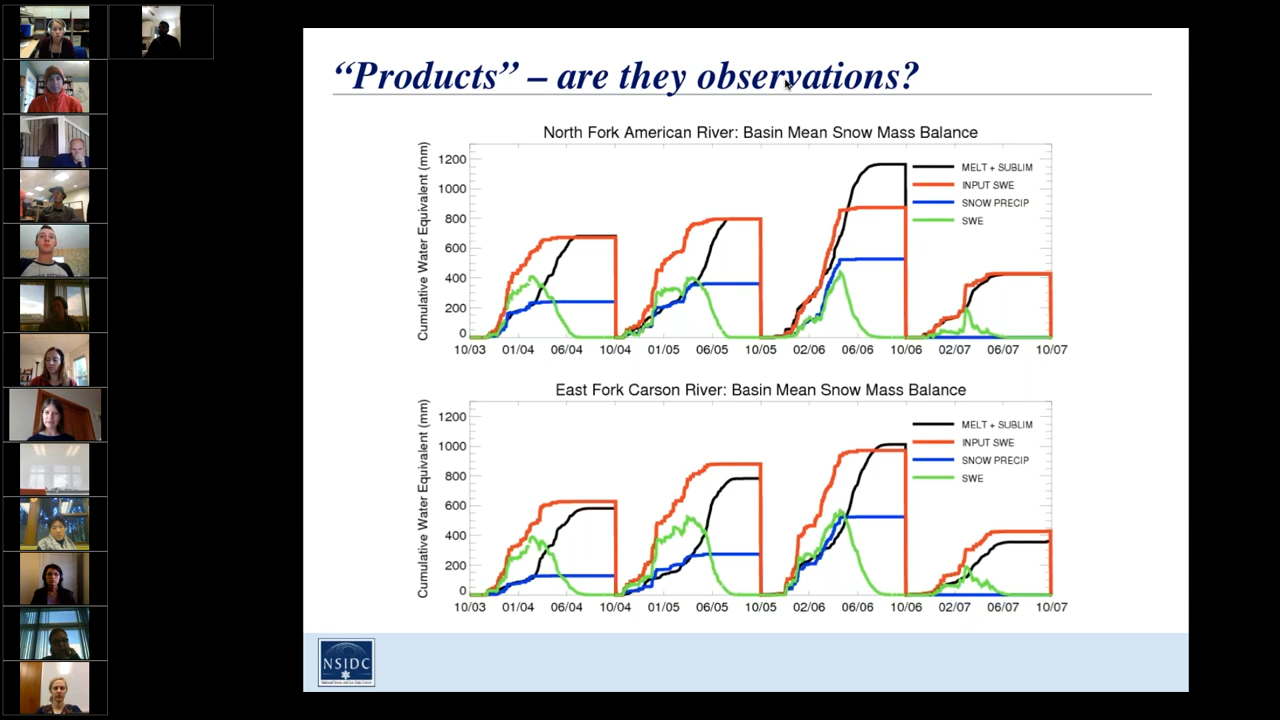 “Products” – are they observations?
North Fork American River: Basin Mean Snow Mass Balance
Cumulative Water Equivalent (mm)
1200
1000
800
600
400
200
0
MELT + SUBLIM
INPUT SWE
SNOW PRECIP
SWE
10/03 01/04 06/04 10/04 01/05 06/05 10/05 02/06 06/06 10/06 02/07 06/07 10/07
East Fork Carson River: Basin Mean Snow Mass Balance
Cumulative Water Equivalent (mm)
1200
1000
800
600
400
200
0
MELT + SUBLIM
INPUT SWE
SNOW PRECIP
SWE
10/03 01/04 06/04 10/04 01/05 06/05 10/05 02/06 06/06 10/06 02/07 06/07 10/07
NSIDC